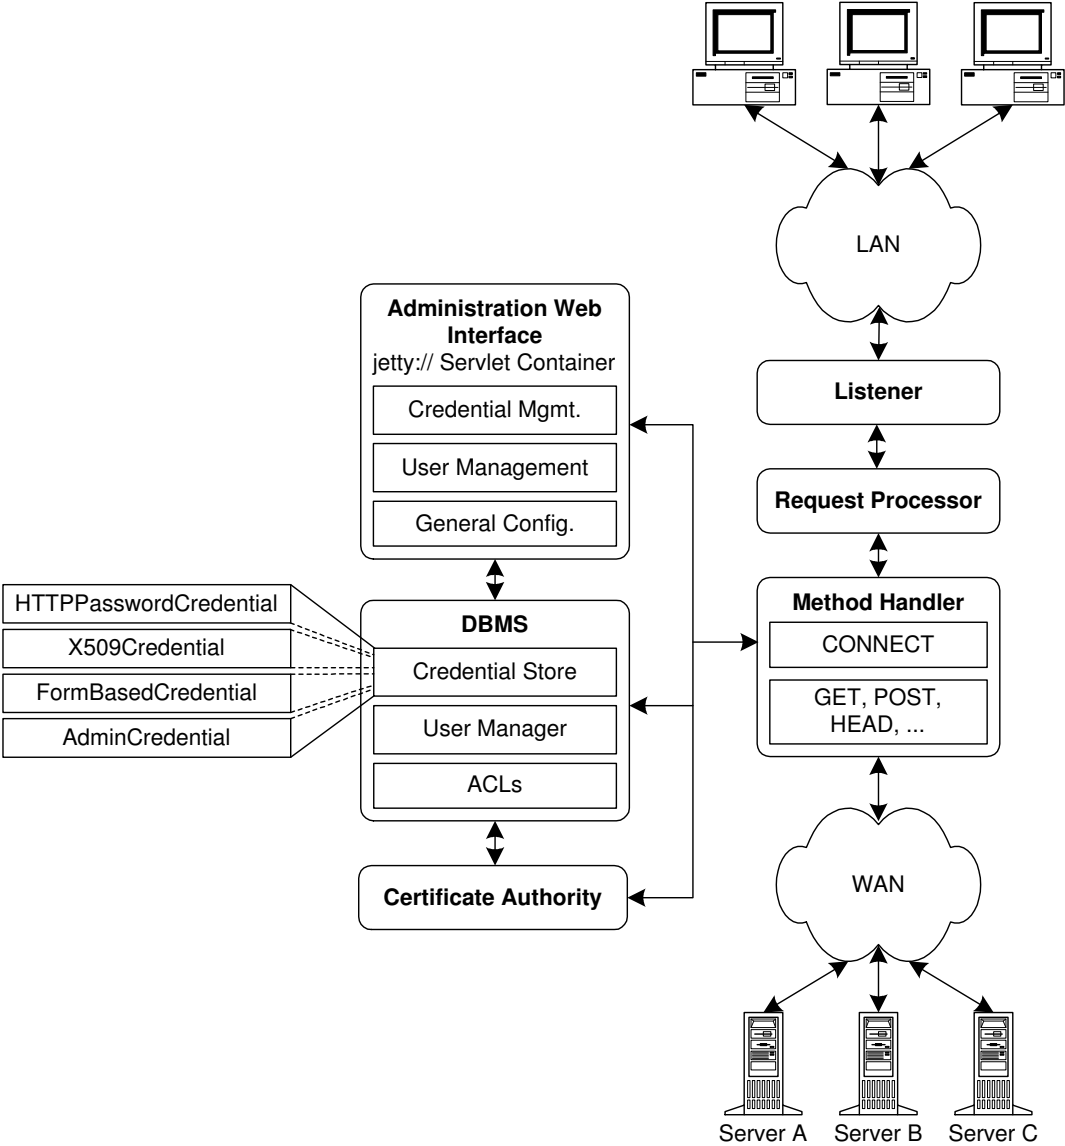 LAN
Administration Web
Interface
jetty:// Servlet Container
Credential Mgmt.
User Management
General Config.
Listener
Request Processor
HTTPPasswordCredential
X509Credential
FormBasedCredential
AdminCredential
DBMS
Credential Store
User Manager
ACLs
Method Handler
CONNECT
GET, POST,
HEAD, ...
Certificate Authority
WAN
Server A
Server B
Server C